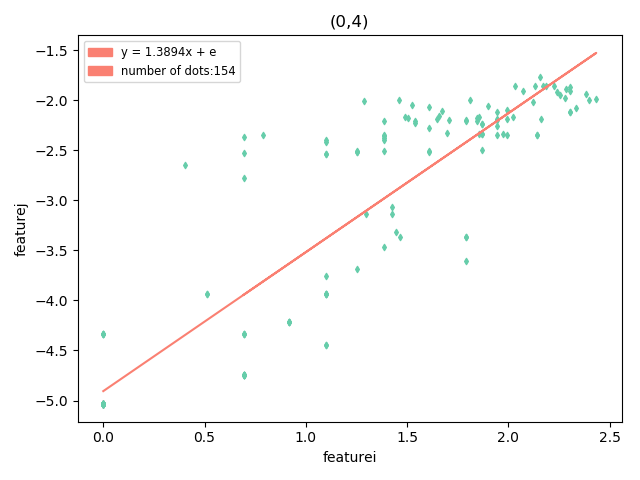 (0,4)
y = 1.3894x + e
number of dots:154
−1.5
−2.0
−2.5
−3.0
−3.5
−4.0
−4.5
−5.0
featurej
0.0 0.5 1.0 1.5 2.0 2.5
featurei